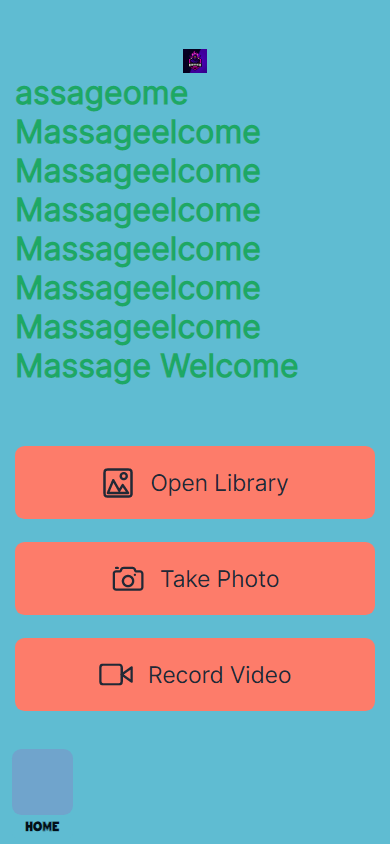 assageome
Massageelcome
Massageelcome
Massageelcome
Massageelcome
Massageelcome
Massageelcome
Massage Welcome
Open Library
Take Photo
Record Video
HOME